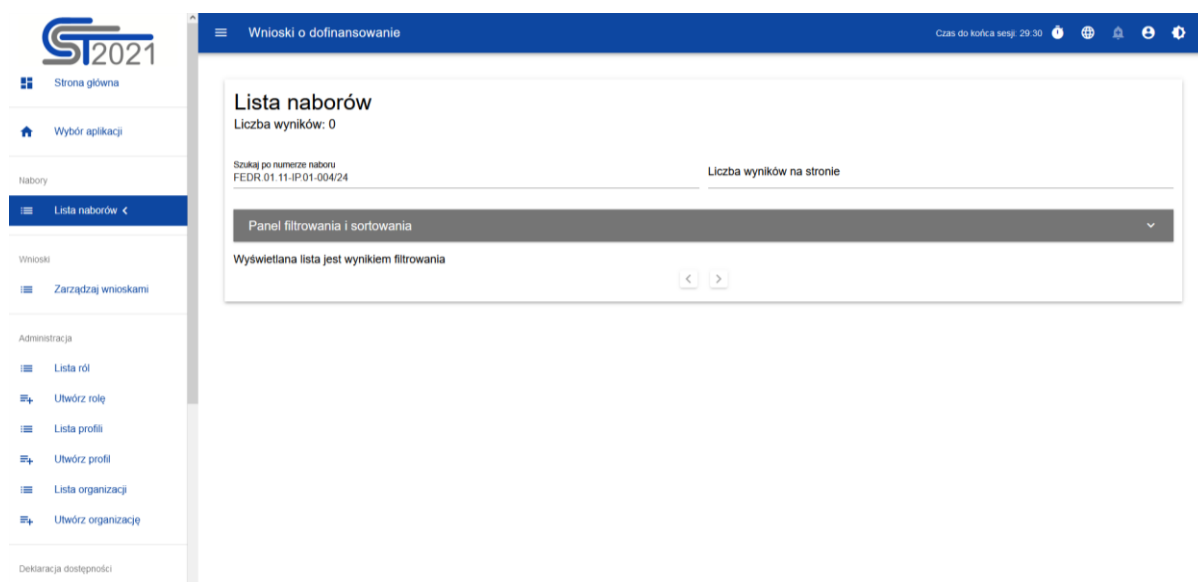 ST2021
Strona główna
Wybór aplikacji
Nabory
Lista naborów
Wnioski
Zarządzaj wnioskami
Administracja
Lista ról
Utwórz rolę
Lista profili
Utwórz profil
Lista organizacji
Utwórz organizację
Deklaracja dostępności
Wnioski o dofinansowanie
Czas do końca sesji: 29:30
Lista naborów
Liczba wyników: 0
Szukaj po numerze naboru
FEDR.01.11-IP.01-004/24
Liczba wyników na stronie
Panel filtrowania i sortowania
Wyświetlana lista jest wynikiem filtrowania